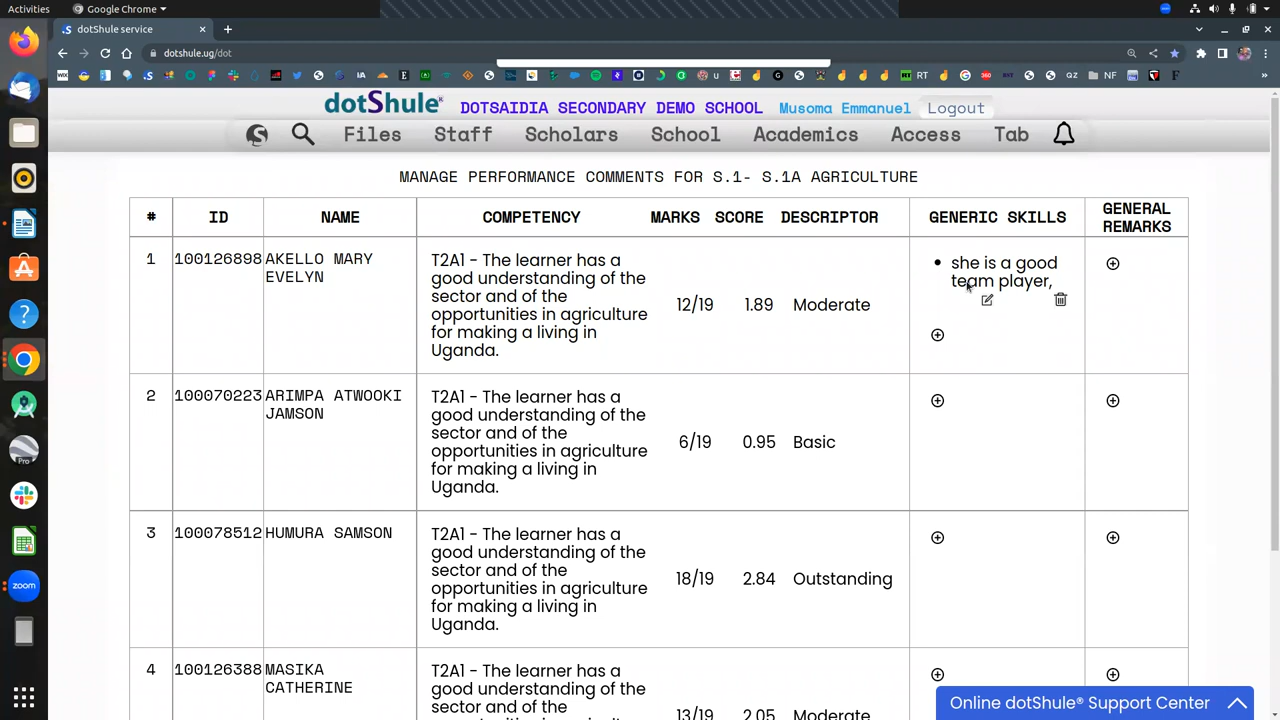 Activities
Google Chrome
dotShule service
dotshule.ug/dot
dotShule®
DOTSAIDIA SECONDARY DEMO SCHOOL
Musoma Emmanuel
Logout
Files
Staff
Scholars
School
Academics
Access
Tab
MANAGE PERFORMANCE COMMENTS FOR S.1- S.1A AGRICULTURE
# ID NAME COMPETENCY MARKS SCORE DESCRIPTOR GENERIC SKILLS GENERAL
REMARKS
1 100126898 AKELLO MARY
EVELYN
T2A1 - The learner has a
good understanding of the
sector and of the
opportunities in agriculture
for making a living in
Uganda.
12/19 1.89 Moderate
she is a good
team player,
2 100070223 ARIMPA ATWOOKI
JAMSON
T2A1 - The learner has a
good understanding of the
sector and of the
opportunities in agriculture
for making a living in
Uganda.
6/19 0.95 Basic
3 100078512 HUMURA SAMSON
T2A1 - The learner has a
good understanding of the
sector and of the
opportunities in agriculture
for making a living in
Uganda.
18/19 2.84 Outstanding
4 100126388 MASIKA
CATHERINE
T2A1 - The learner has a
good understanding of the
sector and of the
13/19 2.05 Moderate
Online dotShule® Support Center
zoom
Pro